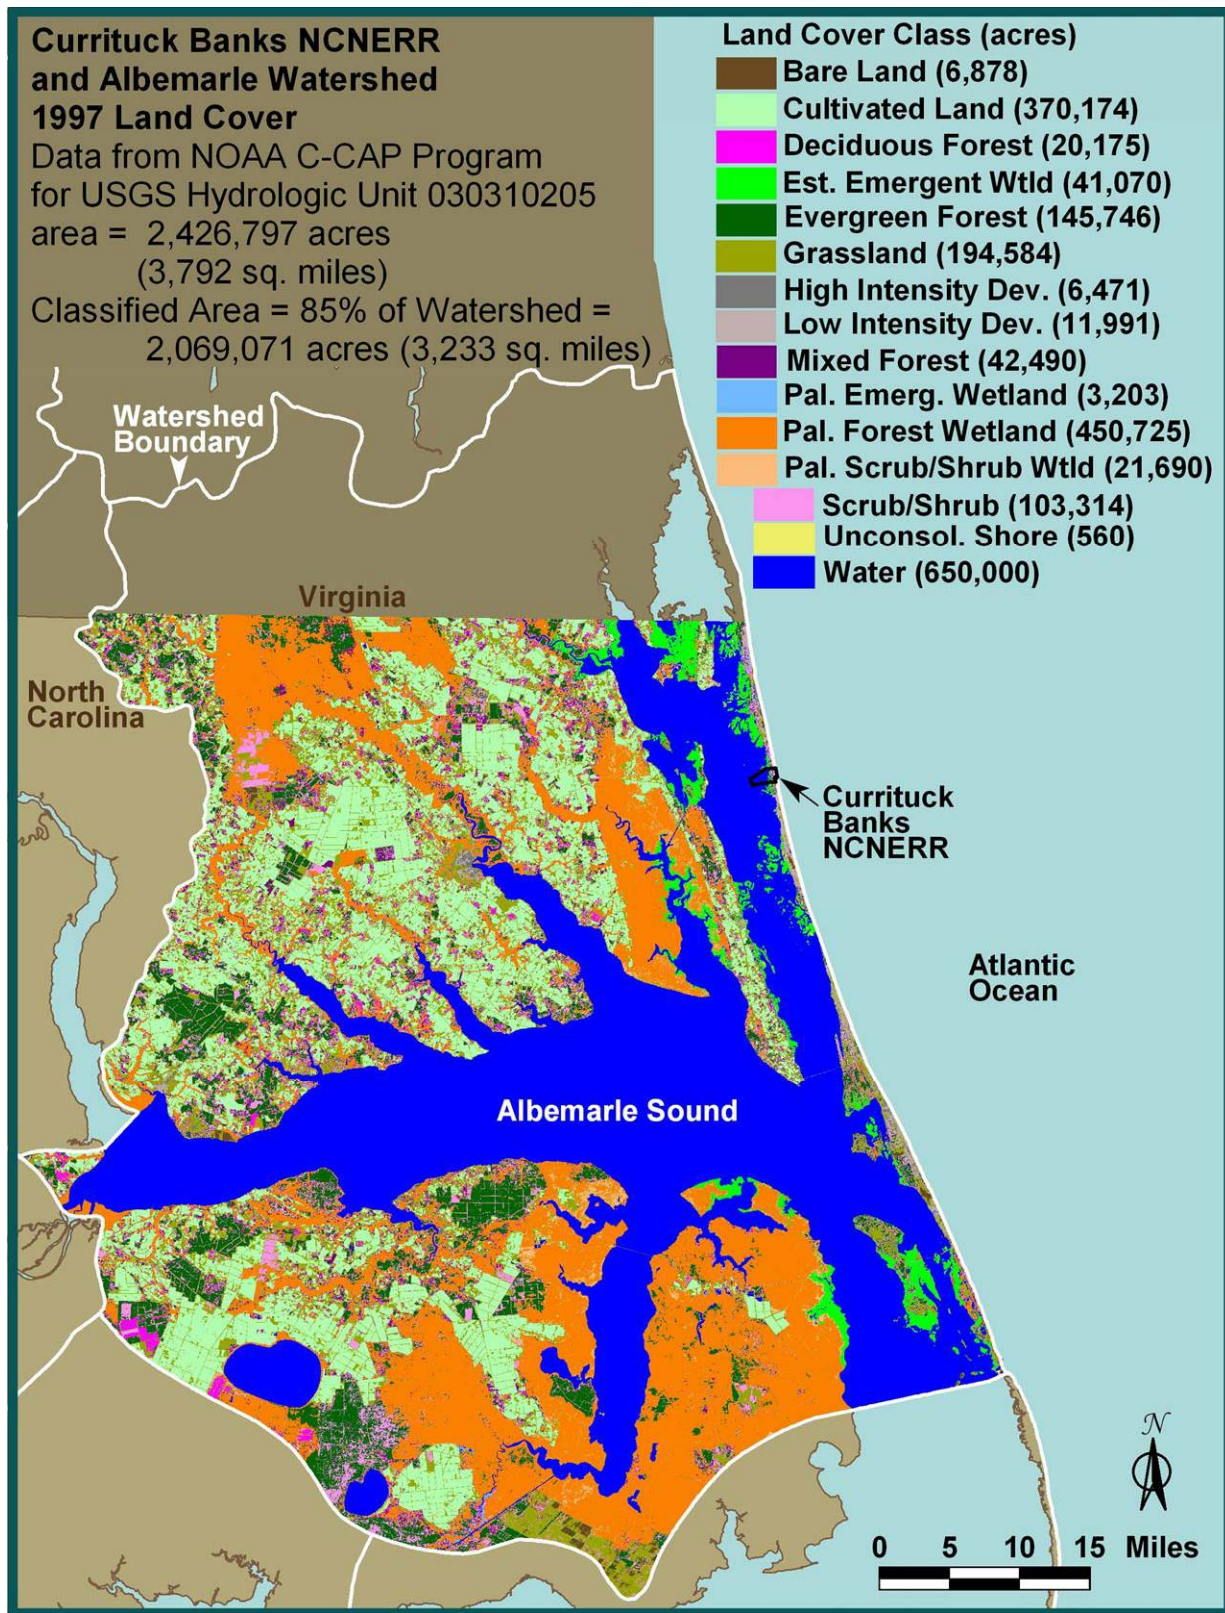 Currituck Banks NCNERR
and Albemarle Watershed
1997 Land Cover
Data from NOAA C-CAP Program
for USGS Hydrologic Unit 030310205
area = 2,426,797 acres
(3,792 sq. miles)
Classified Area = 85% of Watershed =
2,069,071 acres (3,233 sq. miles)
Land Cover Class (acres)
Bare Land (6,878)
Cultivated Land (370,174)
Deciduous Forest (20,175)
Est. Emergent Wtld (41,070)
Evergreen Forest (145,746)
Grassland (194,584)
High Intensity Dev. (6,471)
Low Intensity Dev. (11,991)
Mixed Forest (42,490)
Pal. Emerg. Wetland (3,203)
Pal. Forest Wetland (450,725)
Pal. Scrub/Shrub Wtld (21,690)
Scrub/Shrub (103,314)
Unconsol. Shore (560)
Water (650,000)
Watershed
Boundary
Virginia
North
Carolina
Currituck
Banks
NCNERR
Atlantic
Ocean
Albemarle Sound
N
0 5 10 15 Miles